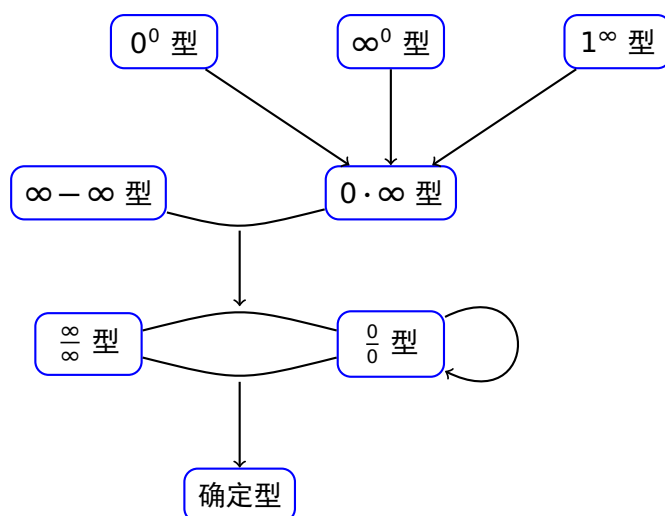 0⁰ 型
∞⁰ 型
1^∞ 型
∞ − ∞ 型
0 · ∞ 型
∞/∞ 型
0/0 型
确定型